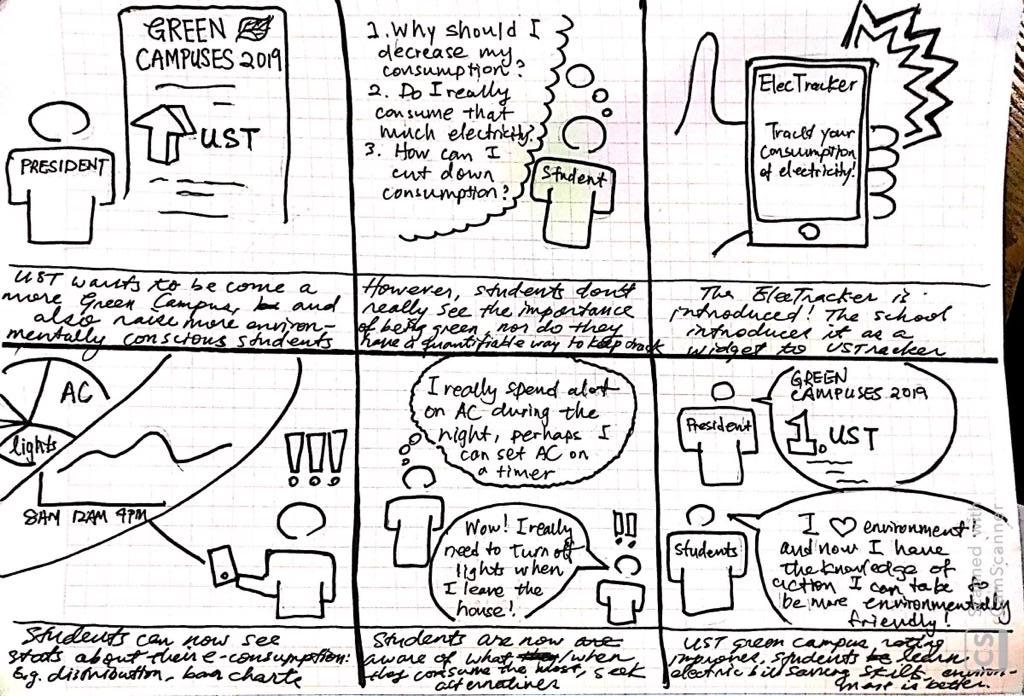 GREEN
CAMPUSES 2019
UST
PRESIDENT
UST wants to become a
more Green Campus, and
also raise more environ-
mentally conscious students
1. Why should I
decrease my
consumption?
2. Do I really
consume that
much electricity?
3. How can I
cut down
consumption?
Student
However, students don't
really see the importance
of being green, nor do they
have a quantifiable way to keep track
ElecTracker
Track your
consumption
of electricity!
The ElecTracker is
introduced! The school
introduces it as a
widget to USTracker
AC
lights
8AM 12AM 4PM
!!!
Students can now see
stats about their e-consumption:
E.g. distribution, bar charts
I really spend alot
on AC during the
night, perhaps I
can set AC on
a timer
Wow! I really
need to turn off
lights when
I leave the
house!
!!
Students are now
aware of what /when
they consume the most, seek
alternatives
President
GREEN
CAMPUSES 2019
1. UST
Students
I ♡ environment
and now I have
the knowledge of
action I can take to
be more environmentally
friendly!
UST green campus rating
improves, students learn
electric bill saving skills, environ-
ment is better.
CS Scanned with
CamScanner